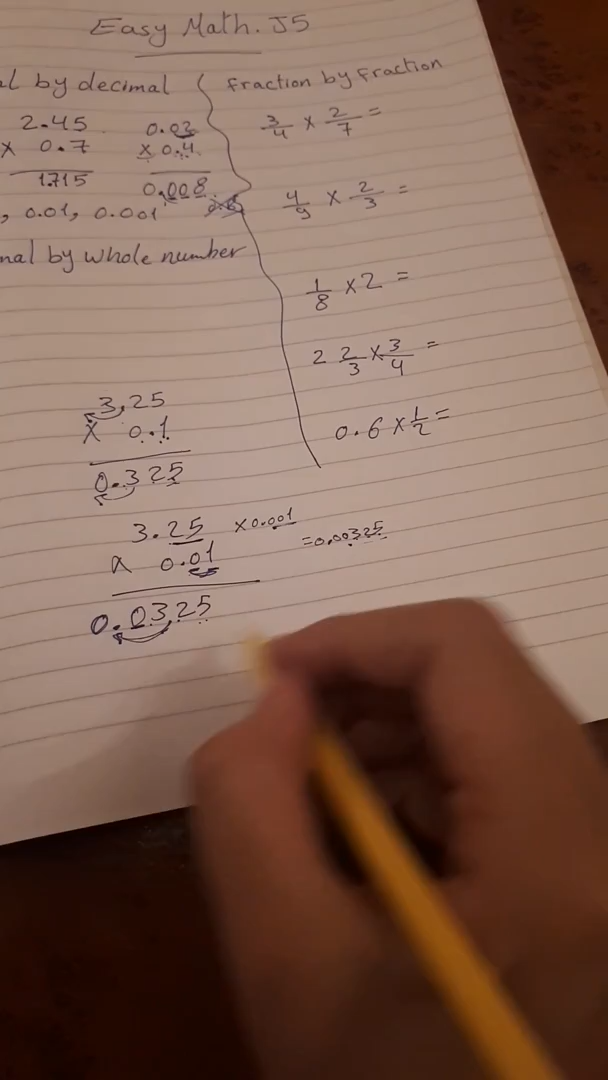 Easy Math. J5
al by decimal
2.45
x 0.7
1.715
0.02
x 0.4
0.008
, 0.01, 0.001
nal by whole number
3,25
X 0.1
0.325
3.25 x0.001
x 0.01 =0.00325
0.0325
fraction by fraction
3/4 x 2/7 =
4/9 x 2/3 =
1/8 x 2 =
2 2/3 x 3/4 =
0.6 x 1/2 =